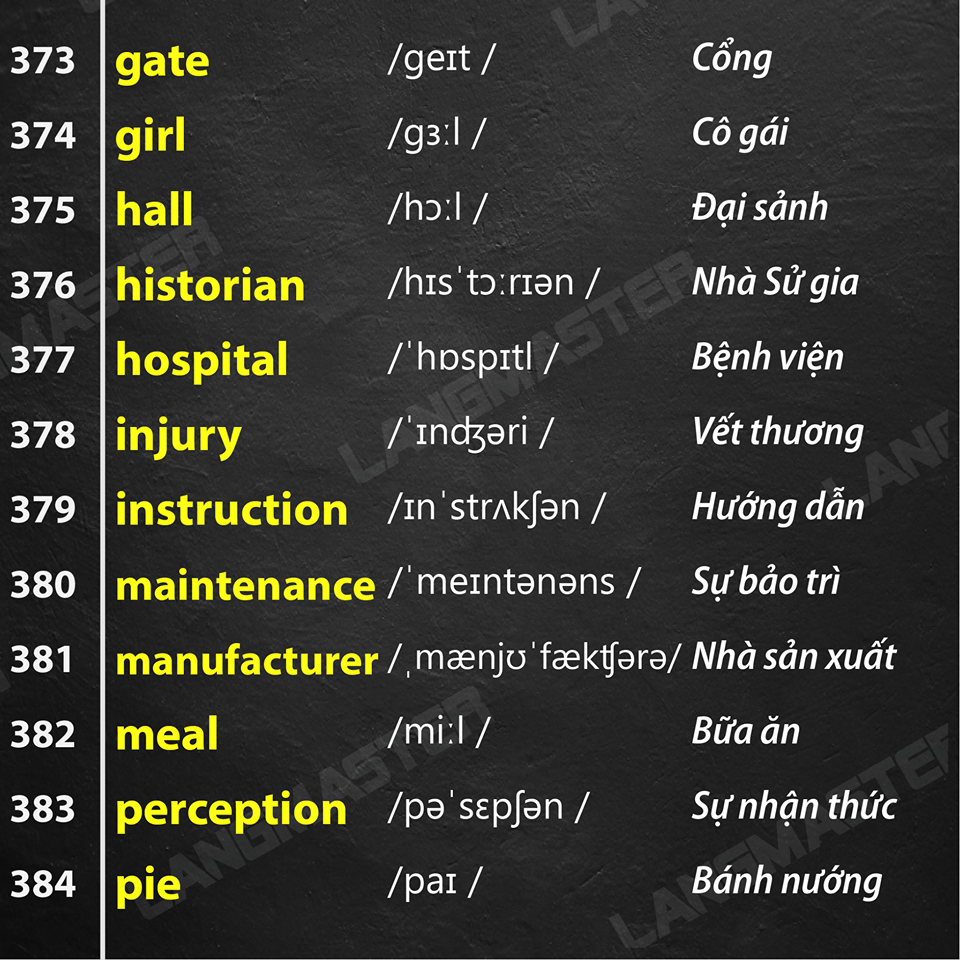 373 gate /geɪt / Cổng
374 girl /gɜːl / Cô gái
375 hall /hɔːl / Đại sảnh
376 historian /hɪsˈtɔːrɪən / Nhà Sử gia
377 hospital /ˈhɒspɪtl / Bệnh viện
378 injury /ˈɪnʤəri / Vết thương
379 instruction /ɪnˈstrʌkʃən / Hướng dẫn
380 maintenance /ˈmeɪntənəns / Sự bảo trì
381 manufacturer /ˌmænjʊˈfækʧərə/ Nhà sản xuất
382 meal /miːl / Bữa ăn
383 perception /pəˈsɛpʃən / Sự nhận thức
384 pie /paɪ / Bánh nướng
LANGMASTER
LANGMASTER
LANGMASTER
LANGMASTER